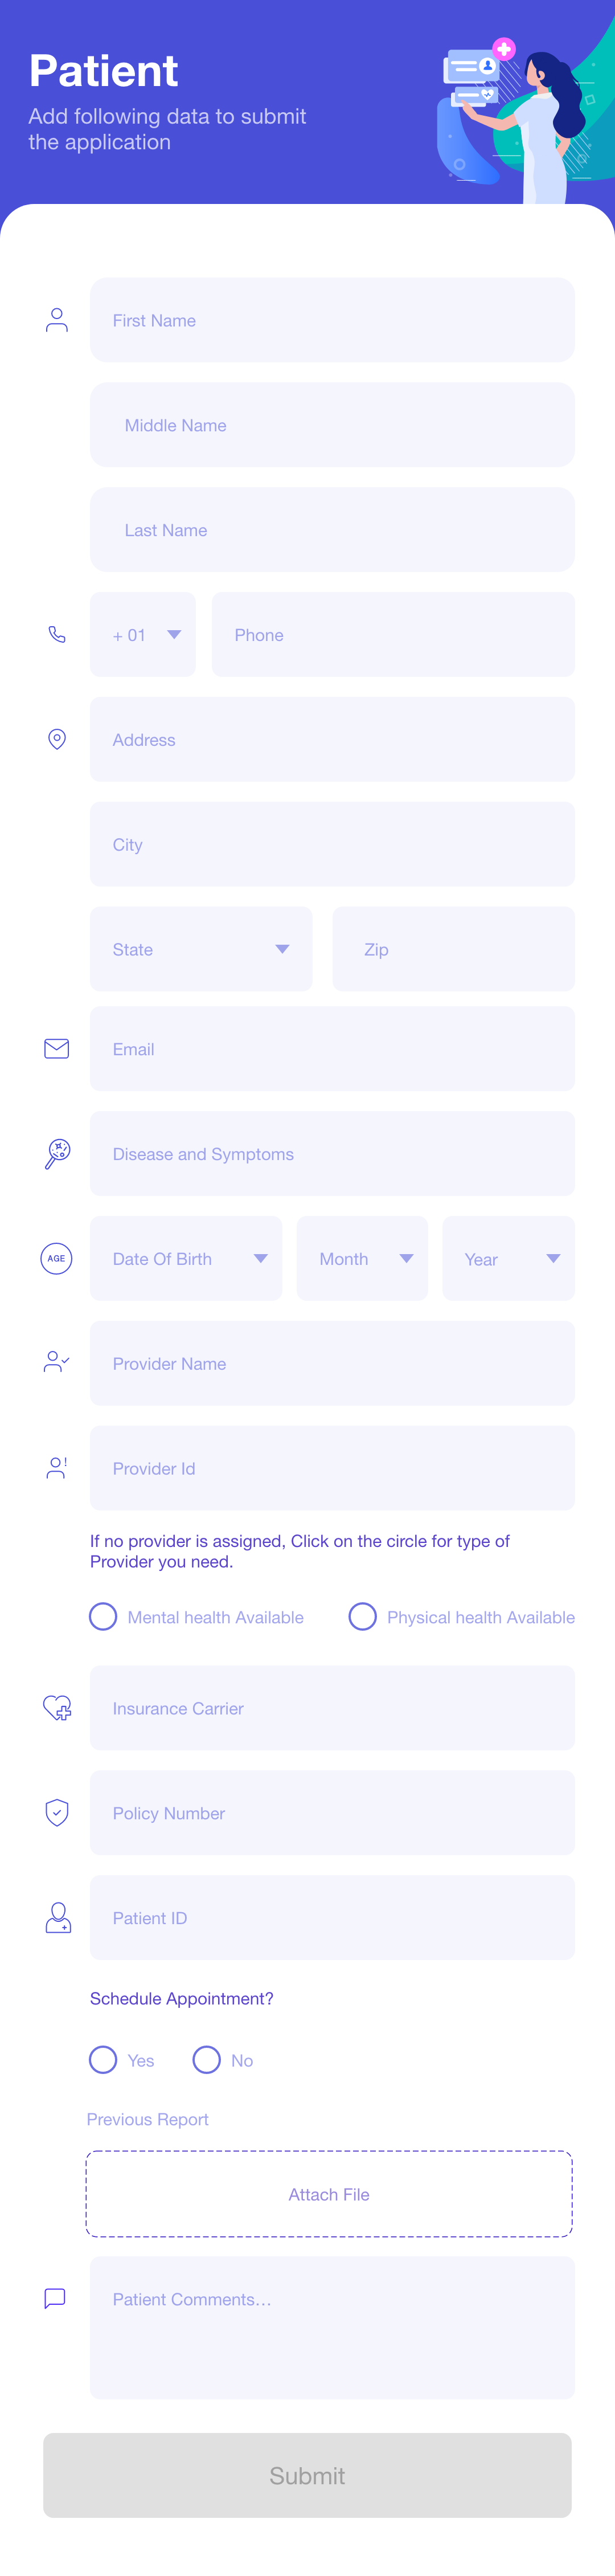 Patient
Add following data to submit
the application
First Name
Middle Name
Last Name
+ 01
Phone
Address
City
State
Zip
Email
Disease and Symptoms
AGE
Date Of Birth
Month
Year
Provider Name
Provider Id
If no provider is assigned, Click on the circle for type of
Provider you need.
Mental health Available
Physical health Available
Insurance Carrier
Policy Number
Patient ID
Schedule Appointment?
Yes
No
Previous Report
Attach File
Patient Comments...
Submit